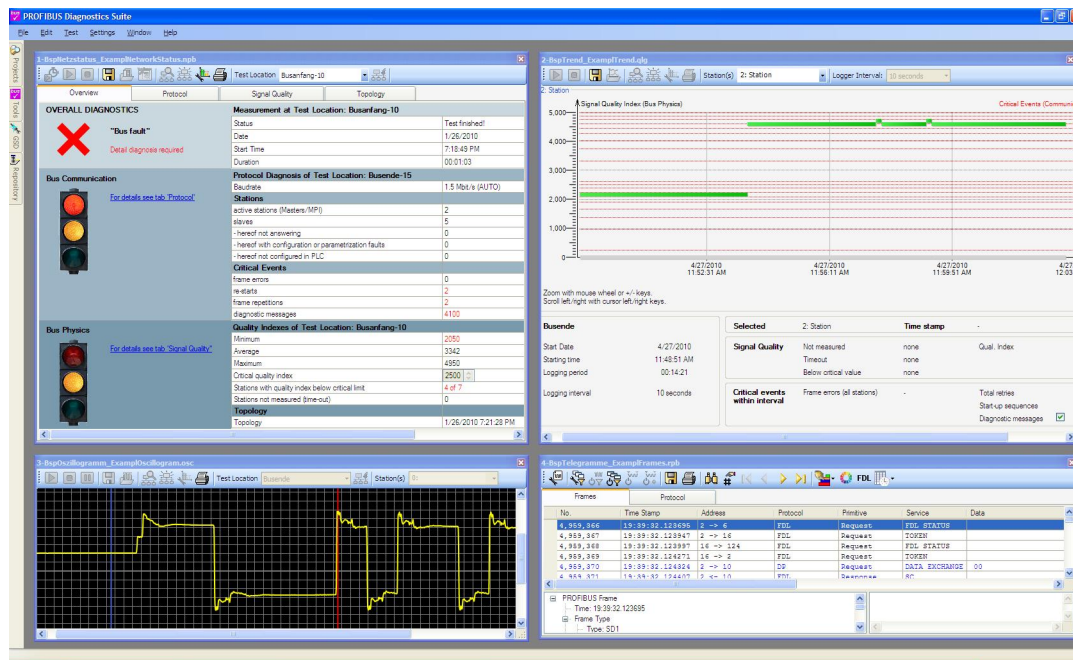 PROFIBUS Diagnostics Suite
File Edit Test Settings Window Help
Projects
Tools
GSD
Repository
1-BspNetzstatus_ExamplNetworkStatus.npb
Test Location Busanfang-10
Overview Protocol Signal Quality Topology
OVERALL DIAGNOSTICS
"Bus fault"
Detail diagnosis required
Measurement at Test Location: Busanfang-10
Status Test finished!
Date 1/26/2010
Start Time 7:18:49 PM
Duration 00:01:03
Bus Communication
For details see tab 'Protocol'
Protocol Diagnosis of Test Location: Busende-15
Baudrate 1.5 Mbit/s (AUTO)
Stations
active stations (Masters/MPI) 2
slaves 5
- hereof not answering 0
- hereof with configuration or parametrization faults 0
- hereof not configured in PLC 0
Critical Events
frame errors 0
re-starts 2
frame repetitions 2
diagnostic messages 4100
Bus Physics
For details see tab 'Signal Quality'
Quality Indexes of Test Location: Busanfang-10
Minimum 2050
Average 3342
Maximum 4950
Critical quality index 2500
Stations with quality index below critical limit 4 of 7
Stations not measured (time-out) 0
Topology
Topology 1/26/2010 7:21:28 PM
2-BspTrend_ExamplTrend.qlg
Station(s) 2: Station Logger Interval: 10 seconds
2: Station
Signal Quality Index (Bus Physics) Critical Events (Communi
5,000
4,000
3,000
2,000
1,000
0
4/27/2010 4/27/2010 4/27/2010 4/27
11:52:31 AM 11:56:11 AM 11:59:51 AM 12:03
Zoom with mouse wheel or +/- keys.
Scroll left/right with cursor left/right keys.
Busende Selected 2: Station Time stamp -
Start Date 4/27/2010
Starting time 11:48:51 AM
Logging period 00:14:21
Logging interval 10 seconds
Signal Quality Not measured none Qual. Index
Timeout none
Below critical value none
Critical events within interval Frame errors (all stations) - Total retries
Start-up sequences
Diagnostic messages
3-BspOszillogramm_ExamplOscillogram.osc
Test Location Busende Station(s) 0:
4-BspTelegramme_ExamplFrames.rpb
FDL
Frames Protocol
No. Time Stamp Address Protocol Primitive Service Data
4,959,366 19:39:32.123695 2 -> 6 FDL Request FDL STATUS
4,959,367 19:39:32.123947 2 -> 16 FDL Request TOKEN
4,959,368 19:39:32.123997 16 -> 124 FDL Request FDL STATUS
4,959,369 19:39:32.124271 16 -> 2 FDL Request TOKEN
4,959,370 19:39:32.124324 2 -> 10 DP Request DATA EXCHANGE 00
4,959,371 19:39:32.124407 2 <- 10 FDL Response SC
PROFIBUS Frame
Time: 19:39:32.123695
Frame Type
Type: SD1